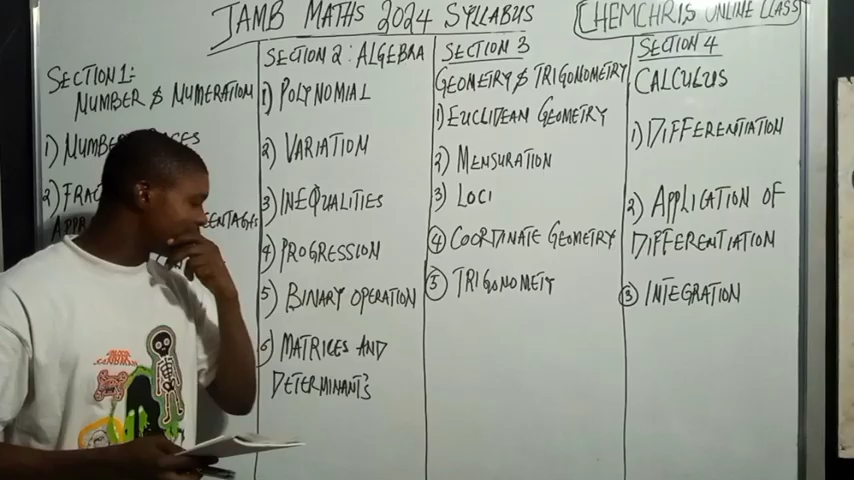 JAMB MATHS 2024 SYLLABUS
CHEMCHRIS ONLINE CLASS
SECTION 1:
NUMBER & NUMERATION
1) NUMBE
2) FRAC
SECTION 2: ALGEBRA
1) POLYNOMIAL
2) VARIATION
3) INEQUALITIES
4) PROGRESSION
5) BINARY OPERATION
6) MATRICES AND
DETERMINANTS
SECTION 3
GEOMETRY & TRIGONOMETRY
1) EUCLIDEAN GEOMETRY
2) MENSURATION
3) LOCI
4 COORDINATE GEOMETRY
5 TRIGONOMETY
SECTION 4
CALCULUS
1) DIFFERENTIATION
2) APPLICATION OF
DIFFERENTIATION
3 INTEGRATION
SANDMAN